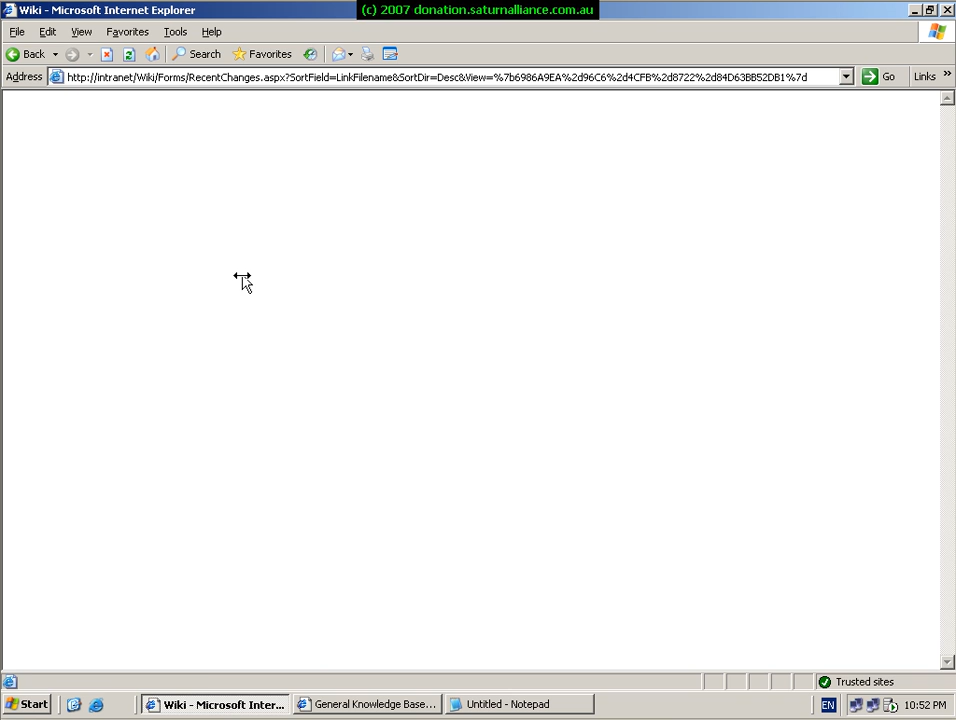 Wiki - Microsoft Internet Explorer
(c) 2007 donation.saturnalliance.com.au
File Edit View Favorites Tools Help
Back Search Favorites
Address http://intranet/Wiki/Forms/RecentChanges.aspx?SortField=LinkFilename&SortDir=Desc&View=%7b6986A9EA%2d96C6%2d4CFB%2d8722%2d84D63BB52DB1%7d Go Links »
Trusted sites
Start Wiki - Microsoft Inter... General Knowledge Base... Untitled - Notepad EN 10:52 PM